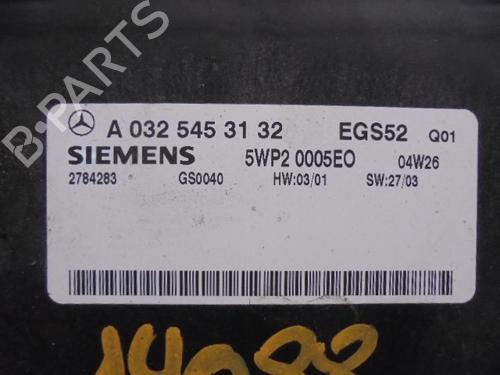 A 032 545 31 32 EGS52 Q01
SIEMENS 5WP2 0005EO 04W26
2784283 GS0040 HW:03/01 SW:27/03
B-PARTS